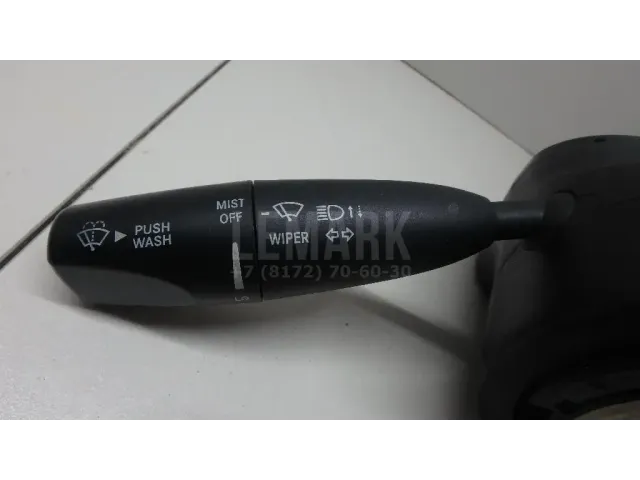 PUSH
WASH
MIST
OFF
S
WIPER
LEMARK
+7 (8172) 70-60-30